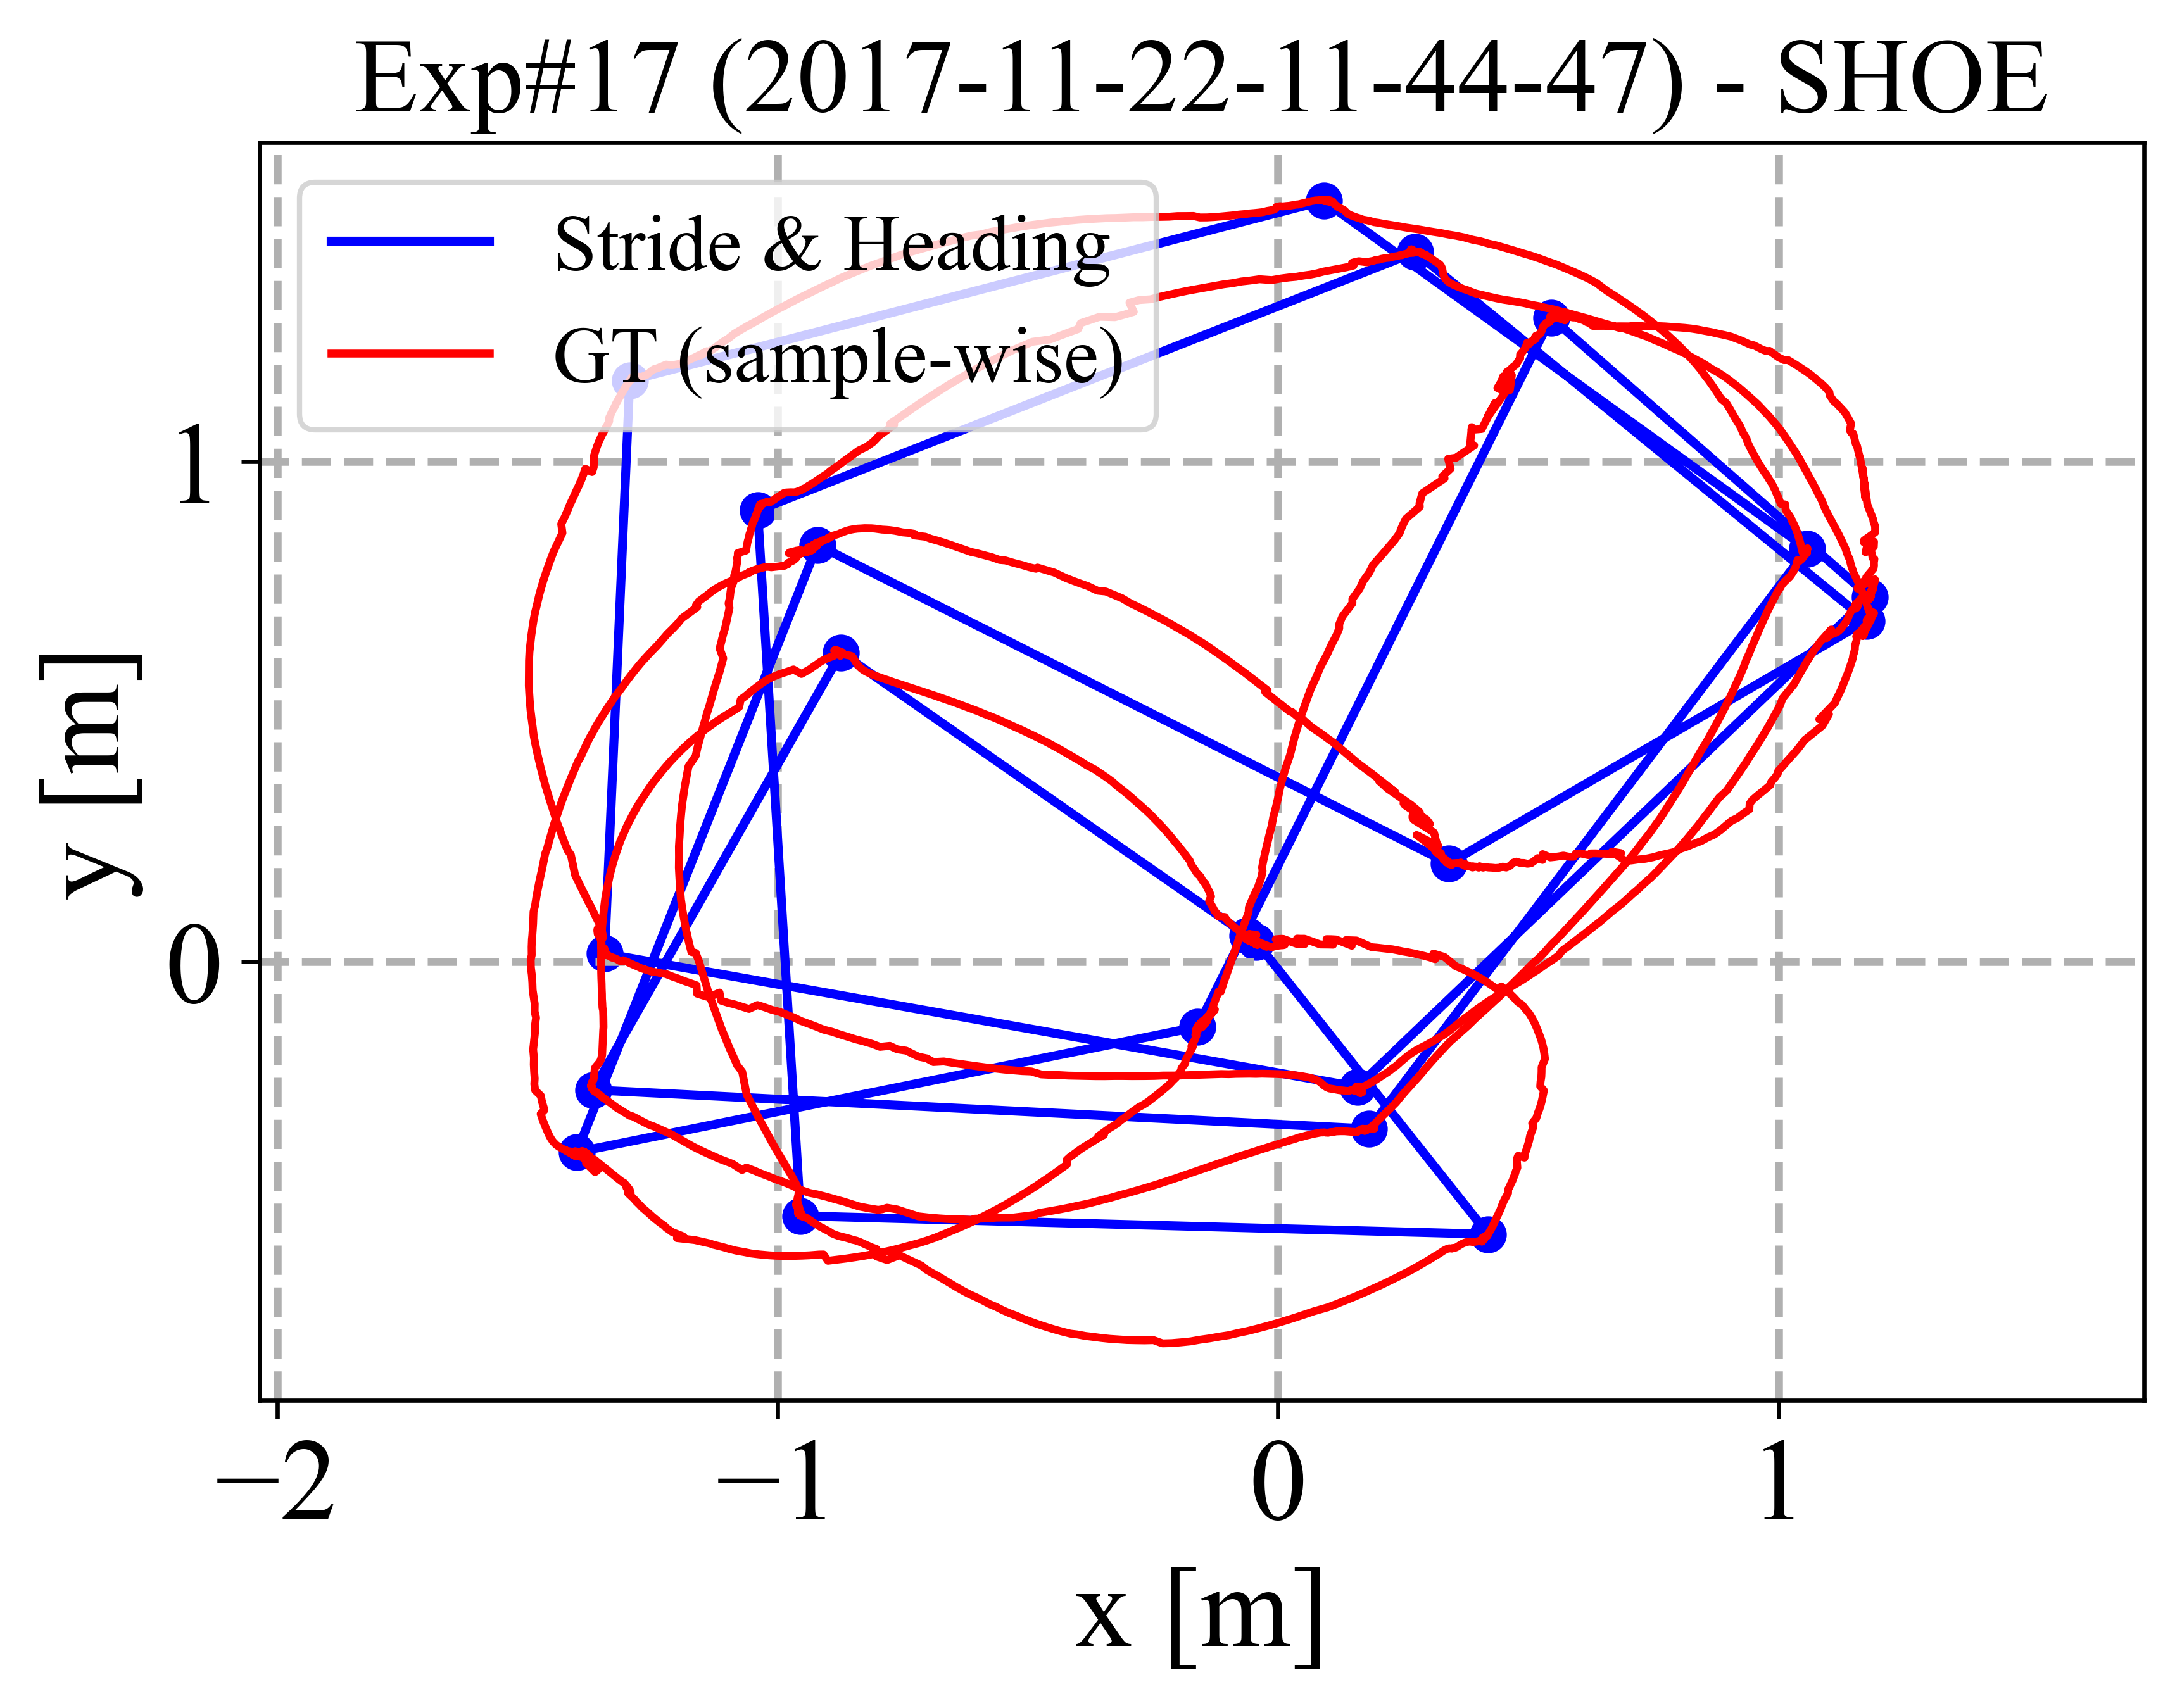 Exp#17 (2017-11-22-11-44-47) - SHOE
Stride & Heading
GT (sample-wise)
1
0
y [m]
−2
−1
0
1
x [m]